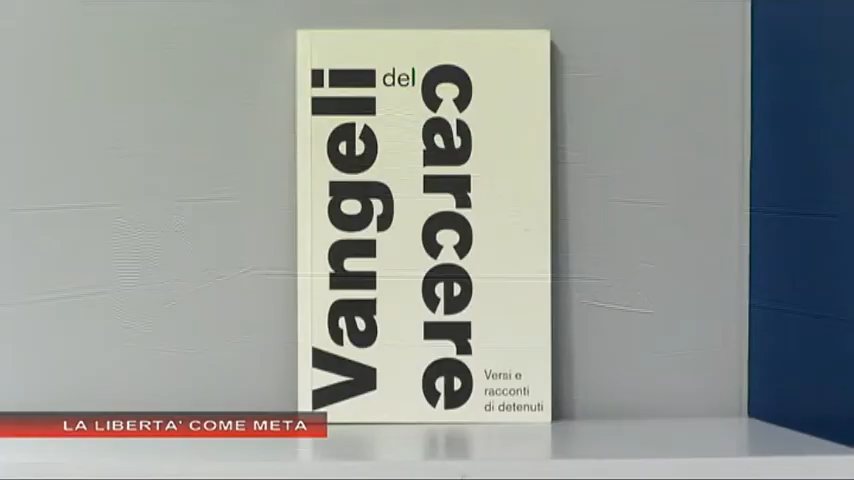 Vangeli
del
carcere
Versi e
racconti
di detenuti
LA LIBERTA' COME META